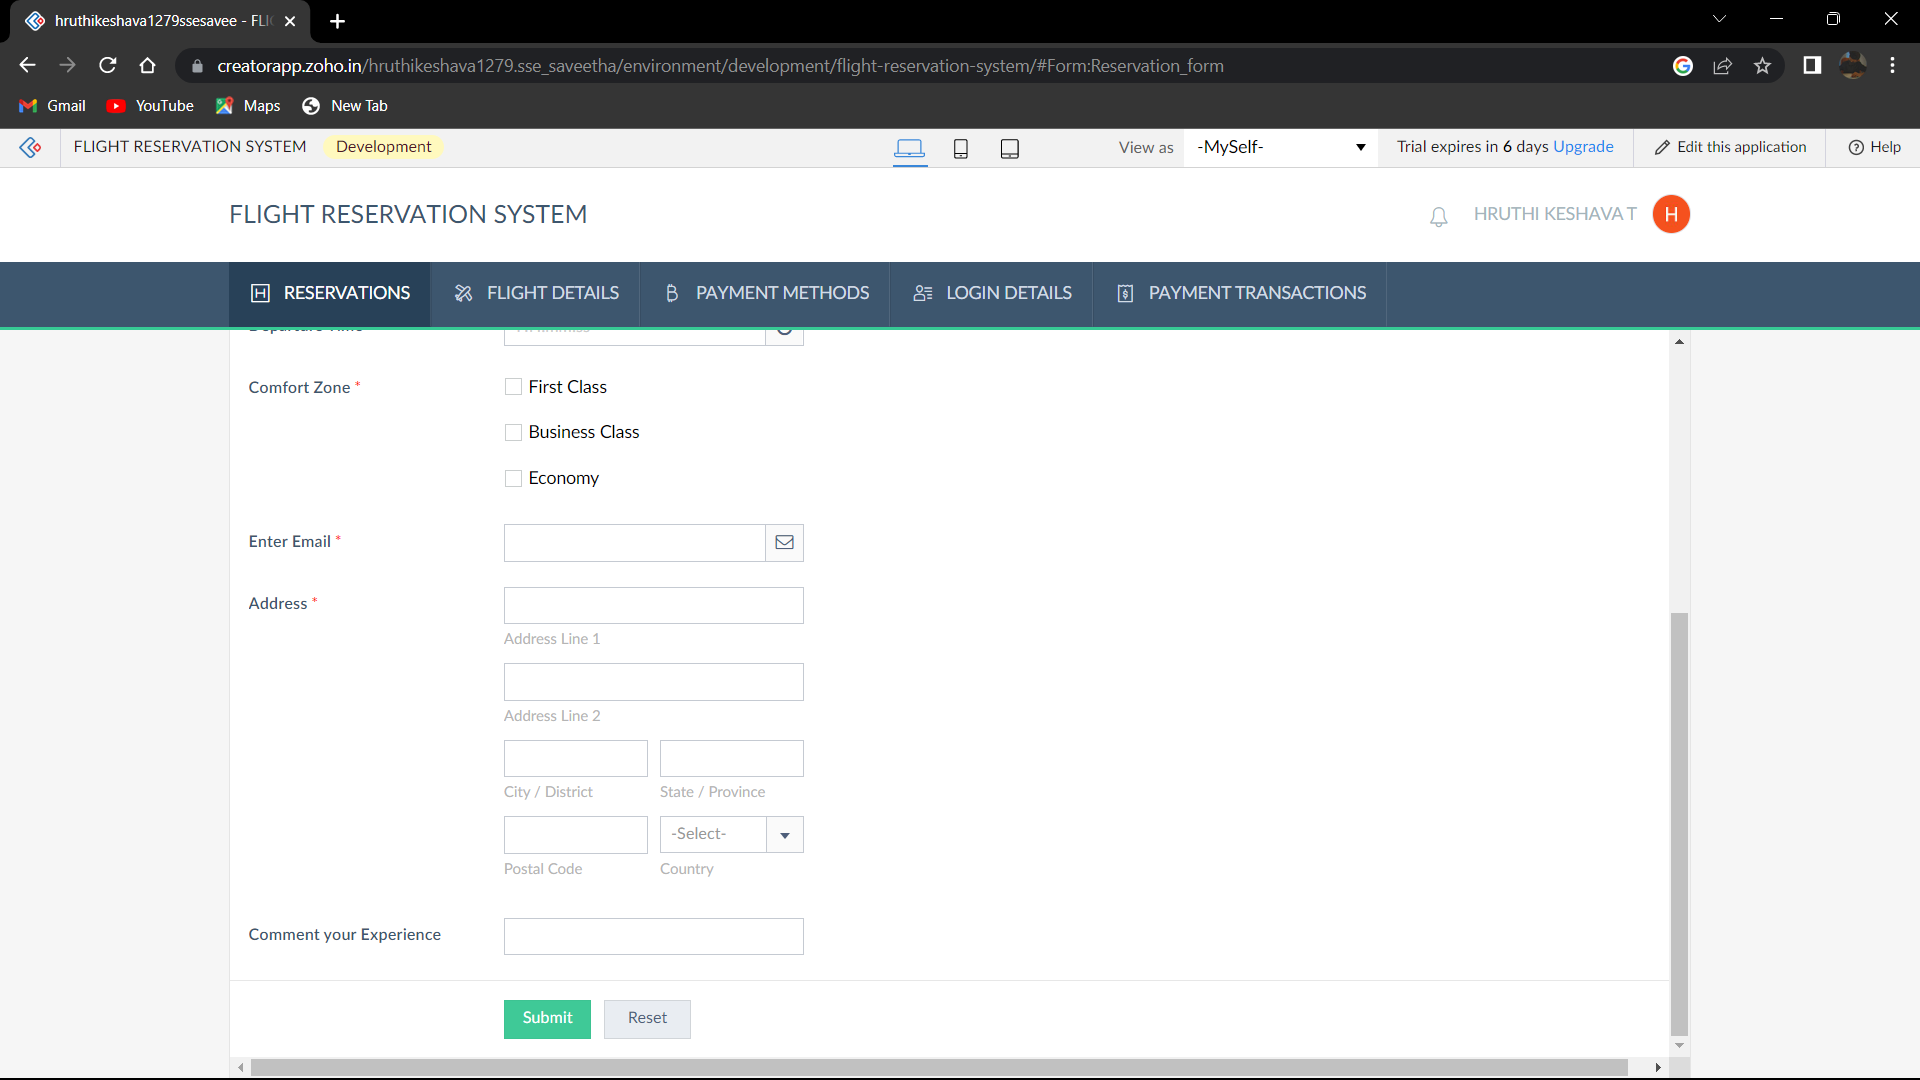 hruthikeshava1279ssesavee - FLI
creatorapp.zoho.in/hruthikeshava1279.sse_saveetha/environment/development/flight-reservation-system/#Form:Reservation_form
Gmail YouTube Maps New Tab
FLIGHT RESERVATION SYSTEM Development View as -MySelf- Trial expires in 6 days Upgrade Edit this application Help
FLIGHT RESERVATION SYSTEM HRUTHI KESHAVA T H
RESERVATIONS FLIGHT DETAILS PAYMENT METHODS LOGIN DETAILS PAYMENT TRANSACTIONS
Comfort Zone * First Class
Business Class
Economy
Enter Email *
Address *
Address Line 1
Address Line 2
City / District State / Province
-Select-
Postal Code Country
Comment your Experience
Submit Reset